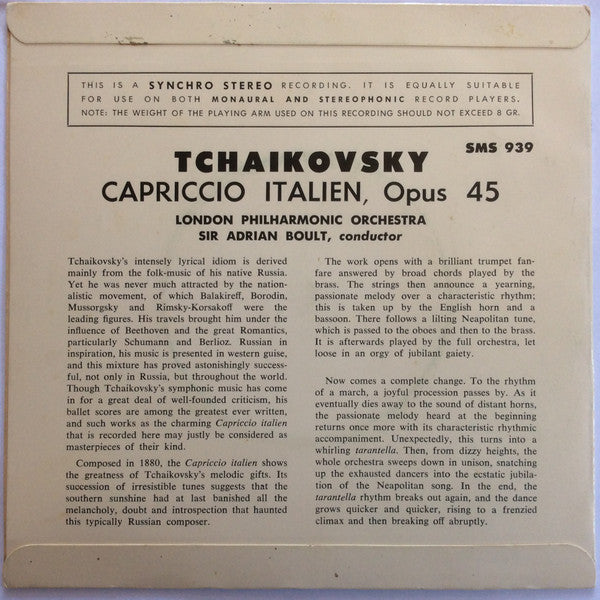 THIS IS A SYNCHRO STEREO RECORDING. IT IS EQUALLY SUITABLE
FOR USE ON BOTH MONAURAL AND STEREOPHONIC RECORD PLAYERS.
NOTE: THE WEIGHT OF THE PLAYING ARM USED ON THIS RECORDING SHOULD NOT EXCEED 8 GR.
SMS 939
TCHAIKOVSKY
CAPRICCIO ITALIEN, Opus 45
LONDON PHILHARMONIC ORCHESTRA
SIR ADRIAN BOULT, conductor
Tchaikovsky's intensely lyrical idiom is derived
mainly from the folk-music of his native Russia.
Yet he was never much attracted by the nation-
alistic movement, of which Balakireff, Borodin,
Mussorgsky and Rimsky-Korsakoff were the
leading figures. His travels brought him under the
influence of Beethoven and the great Romantics,
particularly Schumann and Berlioz. Russian in
inspiration, his music is presented in western guise,
and this mixture has proved astonishingly success-
ful, not only in Russia, but throughout the world.
Though Tchaikovsky's symphonic music has come
in for a great deal of well-founded criticism, his
ballet scores are among the greatest ever written,
and such works as the charming Capriccio italien
that is recorded here may justly be considered as
masterpieces of their kind.
Composed in 1880, the Capriccio italien shows
the greatness of Tchaikovsky's melodic gifts. Its
succession of irresistible tunes suggests that the
southern sunshine had at last banished all the
melancholy, doubt and introspection that haunted
this typically Russian composer.
The work opens with a brilliant trumpet fan-
fare answered by broad chords played by the
brass. The strings then announce a yearning,
passionate melody over a characteristic rhythm;
this is taken up by the English horn and a
bassoon. There follows a lilting Neapolitan tune,
which is passed to the oboes and then to the brass.
It is afterwards played by the full orchestra, let
loose in an orgy of jubilant gaiety.
Now comes a complete change. To the rhythm
of a march, a joyful procession passes by. As it
eventually dies away to the sound of distant horns,
the passionate melody heard at the beginning
returns once more with its characteristic rhythmic
accompaniment. Unexpectedly, this turns into a
whirling tarantella. Then, from dizzy heights, the
whole orchestra sweeps down in unison, snatching
up the exhausted dancers into the ecstatic jubila-
tion of the Neapolitan song. In the end, the
tarantella rhythm breaks out again, and the dance
grows quicker and quicker, rising to a frenzied
climax and then breaking off abruptly.